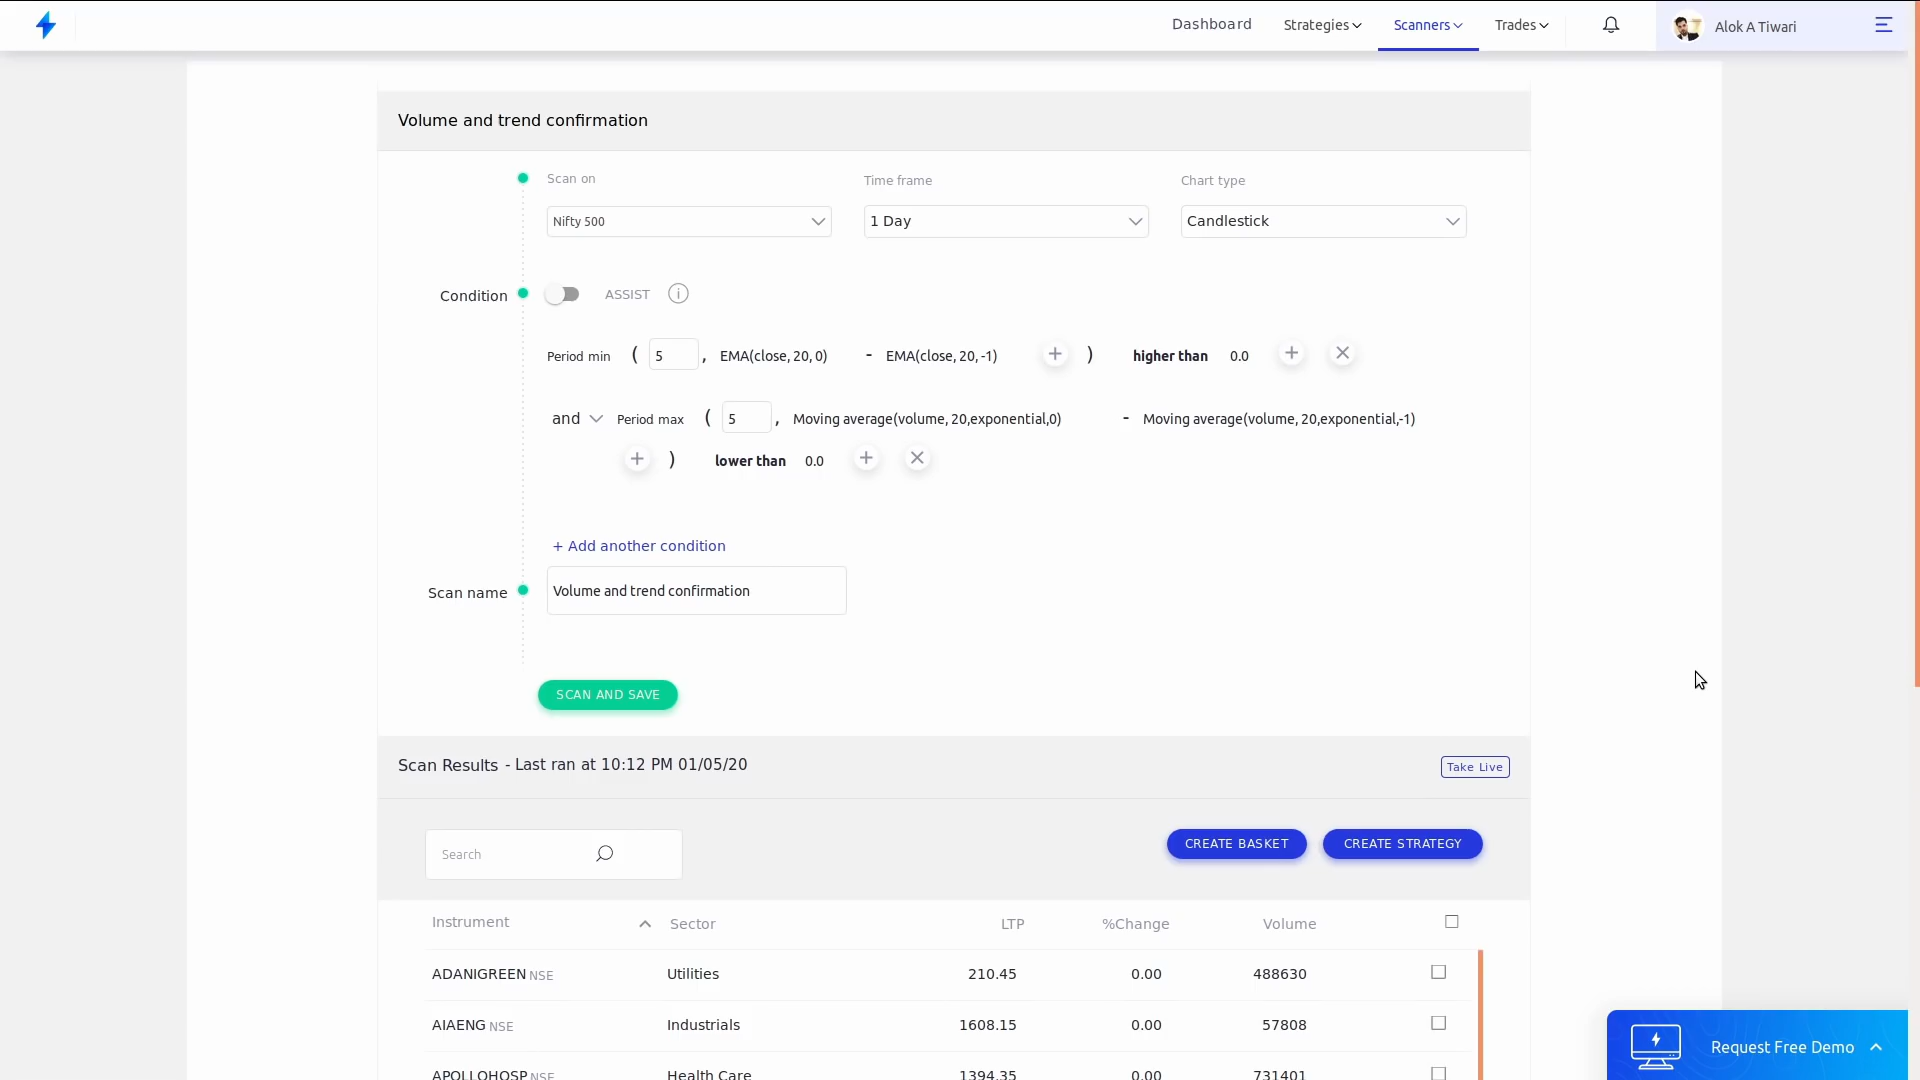 Dashboard Strategies Scanners Trades Alok A Tiwari
Volume and trend confirmation
Scan on Time frame Chart type
Nifty 500 1 Day Candlestick
Condition ASSIST i
Period min ( 5 , EMA(close, 20, 0) - EMA(close, 20, -1) + ) higher than 0.0 + ×
and Period max ( 5 , Moving average(volume, 20,exponential,0) - Moving average(volume, 20,exponential,-1)
+ ) lower than 0.0 + ×
+ Add another condition
Scan name Volume and trend confirmation
SCAN AND SAVE
Scan Results - Last ran at 10:12 PM 01/05/20 Take Live
Search CREATE BASKET CREATE STRATEGY
Instrument Sector LTP %Change Volume
ADANIGREEN NSE Utilities 210.45 0.00 488630
AIAENG NSE Industrials 1608.15 0.00 57808
Request Free Demo
APOLLOHOSP NSE Health Care 1394.35 0.00 731401